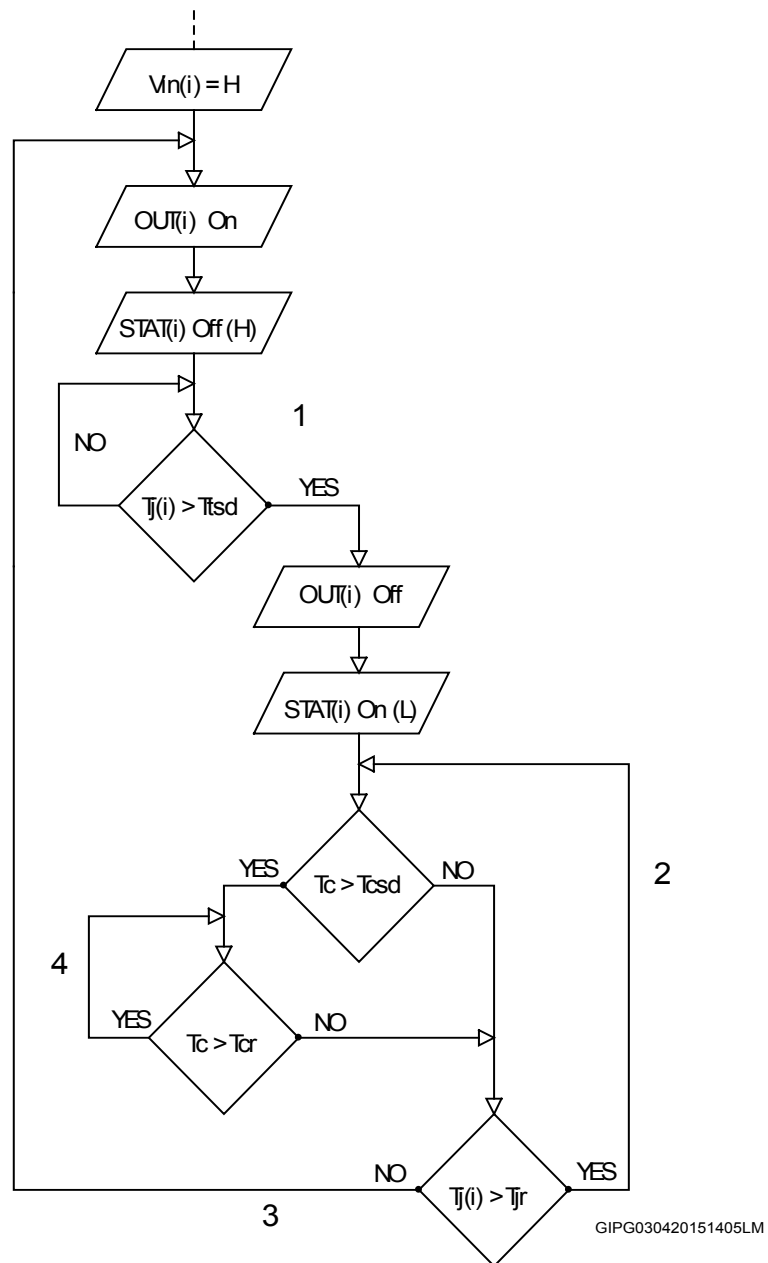 Vin(i) = H
OUT(i) On
STAT(i) Off (H)
1
NO
Tj(i) > Ttsd
YES
OUT(i) Off
STAT(i) On (L)
YES
Tc > Tcsd
NO
2
4
YES
Tc > Tcr
NO
NO
Tj(i) > Tjr
YES
3
GIPG030420151405LM